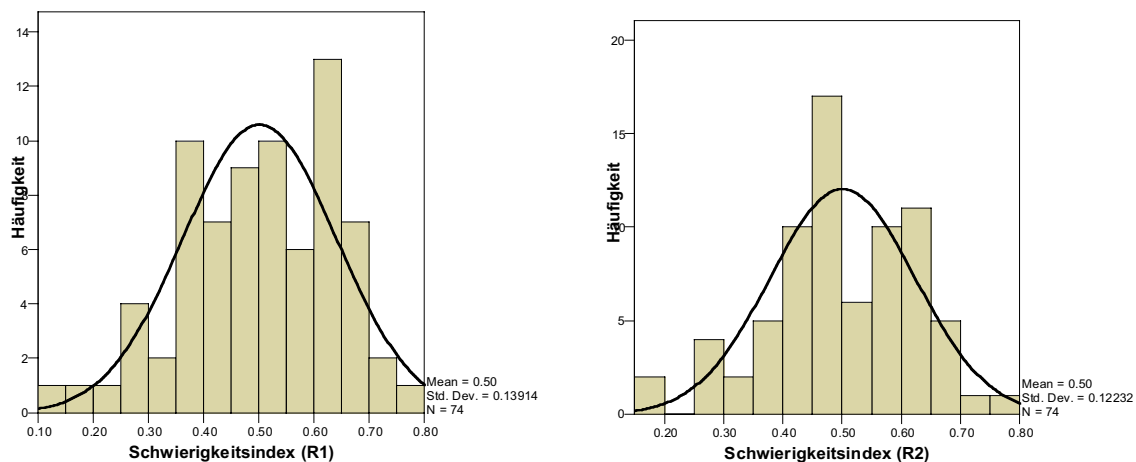 14
12
10
8
6
4
2
0
Häufigkeit
0.10 0.20 0.30 0.40 0.50 0.60 0.70 0.80
Schwierigkeitsindex (R1)
Mean = 0.50
Std. Dev. = 0.13914
N = 74
20
15
10
5
0
Häufigkeit
0.20 0.30 0.40 0.50 0.60 0.70 0.80
Schwierigkeitsindex (R2)
Mean = 0.50
Std. Dev. = 0.12232
N = 74